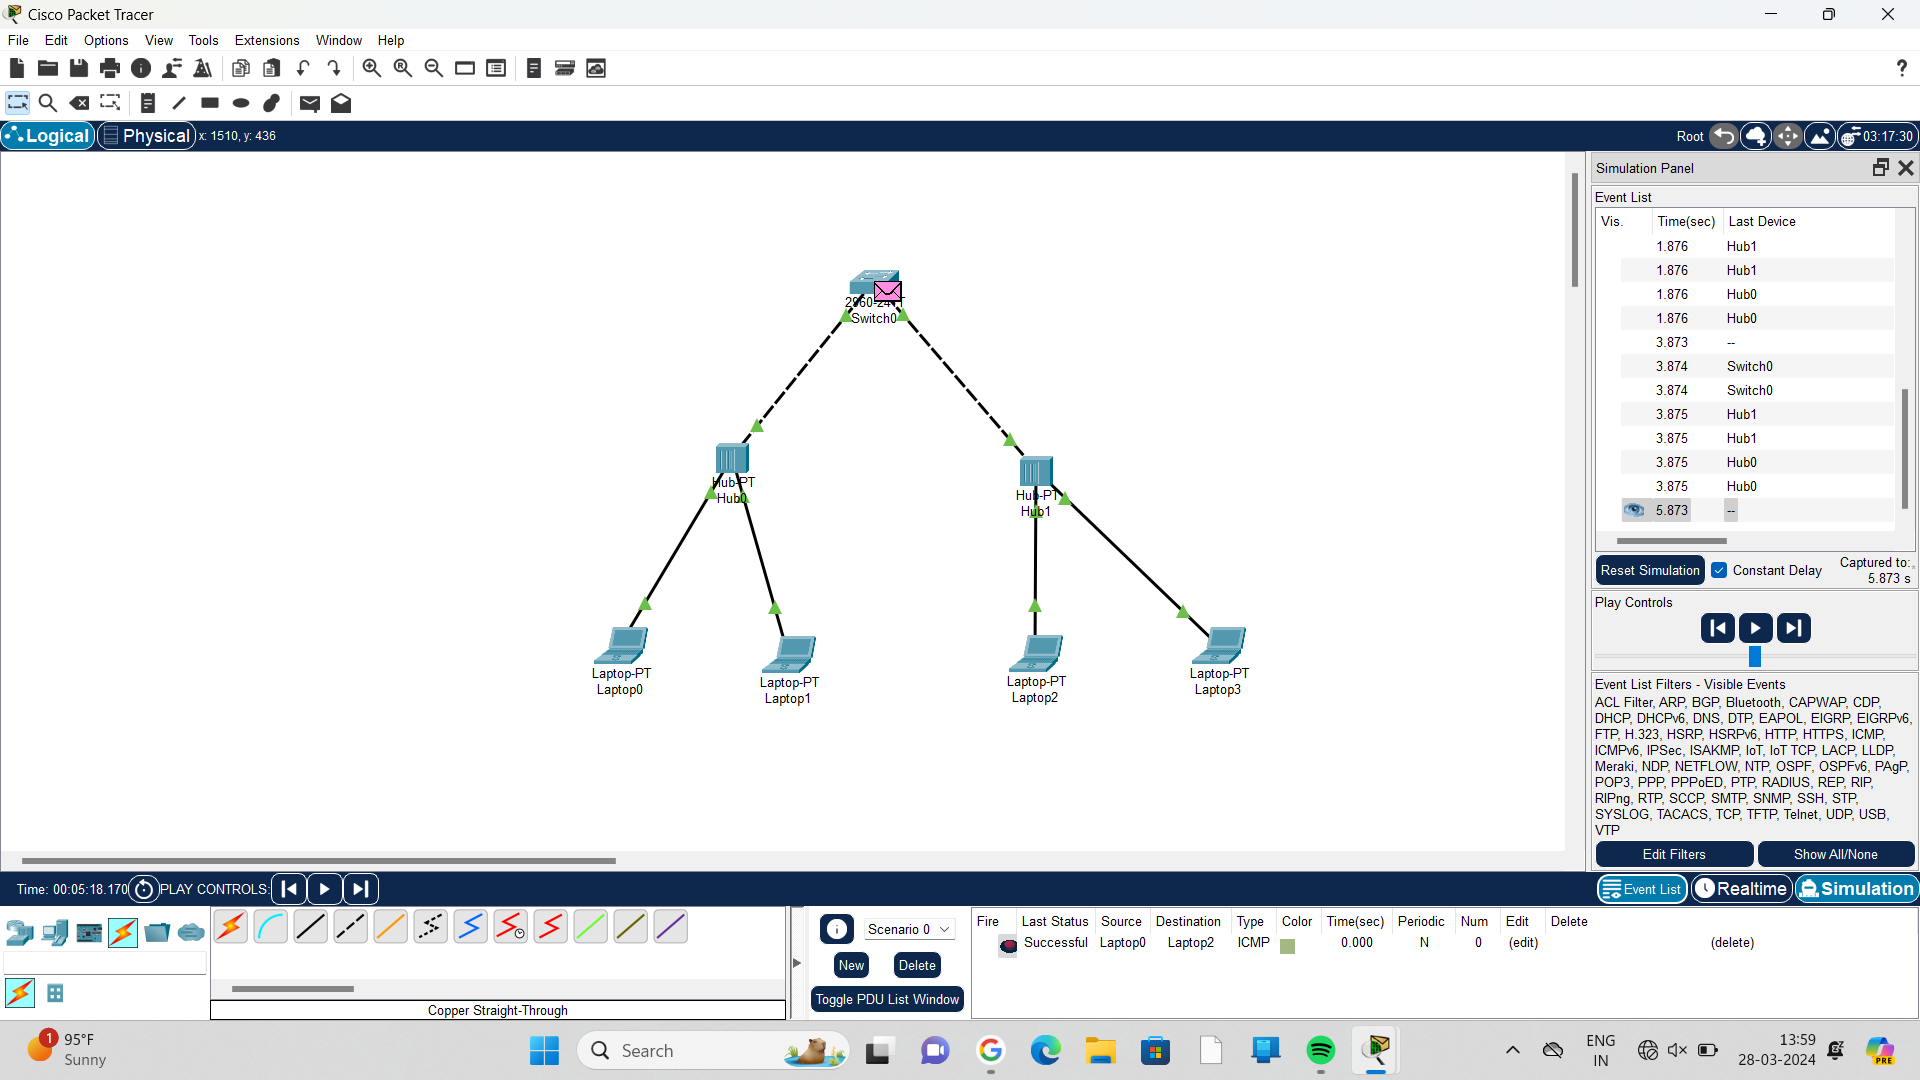 Cisco Packet Tracer
File Edit Options View Tools Extensions Window Help
?
Logical Physical x: 1510, y: 436
Root 03:17:30
2960-24TT
Switch0
Hub-PT
Hub0
Hub-PT
Hub1
Laptop-PT
Laptop0
Laptop-PT
Laptop1
Laptop-PT
Laptop2
Laptop-PT
Laptop3
Simulation Panel
Event List
Vis. Time(sec) Last Device
1.876 Hub1
1.876 Hub1
1.876 Hub0
1.876 Hub0
3.873 --
3.874 Switch0
3.874 Switch0
3.875 Hub1
3.875 Hub1
3.875 Hub0
3.875 Hub0
5.873 --
Reset Simulation Constant Delay Captured to:
5.873 s
Play Controls
Event List Filters - Visible Events
ACL Filter, ARP, BGP, Bluetooth, CAPWAP, CDP,
DHCP, DHCPv6, DNS, DTP, EAPOL, EIGRP, EIGRPv6,
FTP, H.323, HSRP, HSRPv6, HTTP, HTTPS, ICMP,
ICMPv6, IPSec, ISAKMP, IoT, IoT TCP, LACP, LLDP,
Meraki, NDP, NETFLOW, NTP, OSPF, OSPFv6, PAgP,
POP3, PPP, PPPoED, PTP, RADIUS, REP, RIP,
RIPng, RTP, SCCP, SMTP, SNMP, SSH, STP,
SYSLOG, TACACS, TCP, TFTP, Telnet, UDP, USB,
VTP
Edit Filters Show All/None
Time: 00:05:18.170 PLAY CONTROLS:
Event List Realtime Simulation
Copper Straight-Through
Scenario 0
New Delete
Toggle PDU List Window
Fire Last Status Source Destination Type Color Time(sec) Periodic Num Edit Delete
Successful Laptop0 Laptop2 ICMP 0.000 N 0 (edit) (delete)
1
95°F
Sunny
Search
ENG
IN
13:59
28-03-2024
PRE